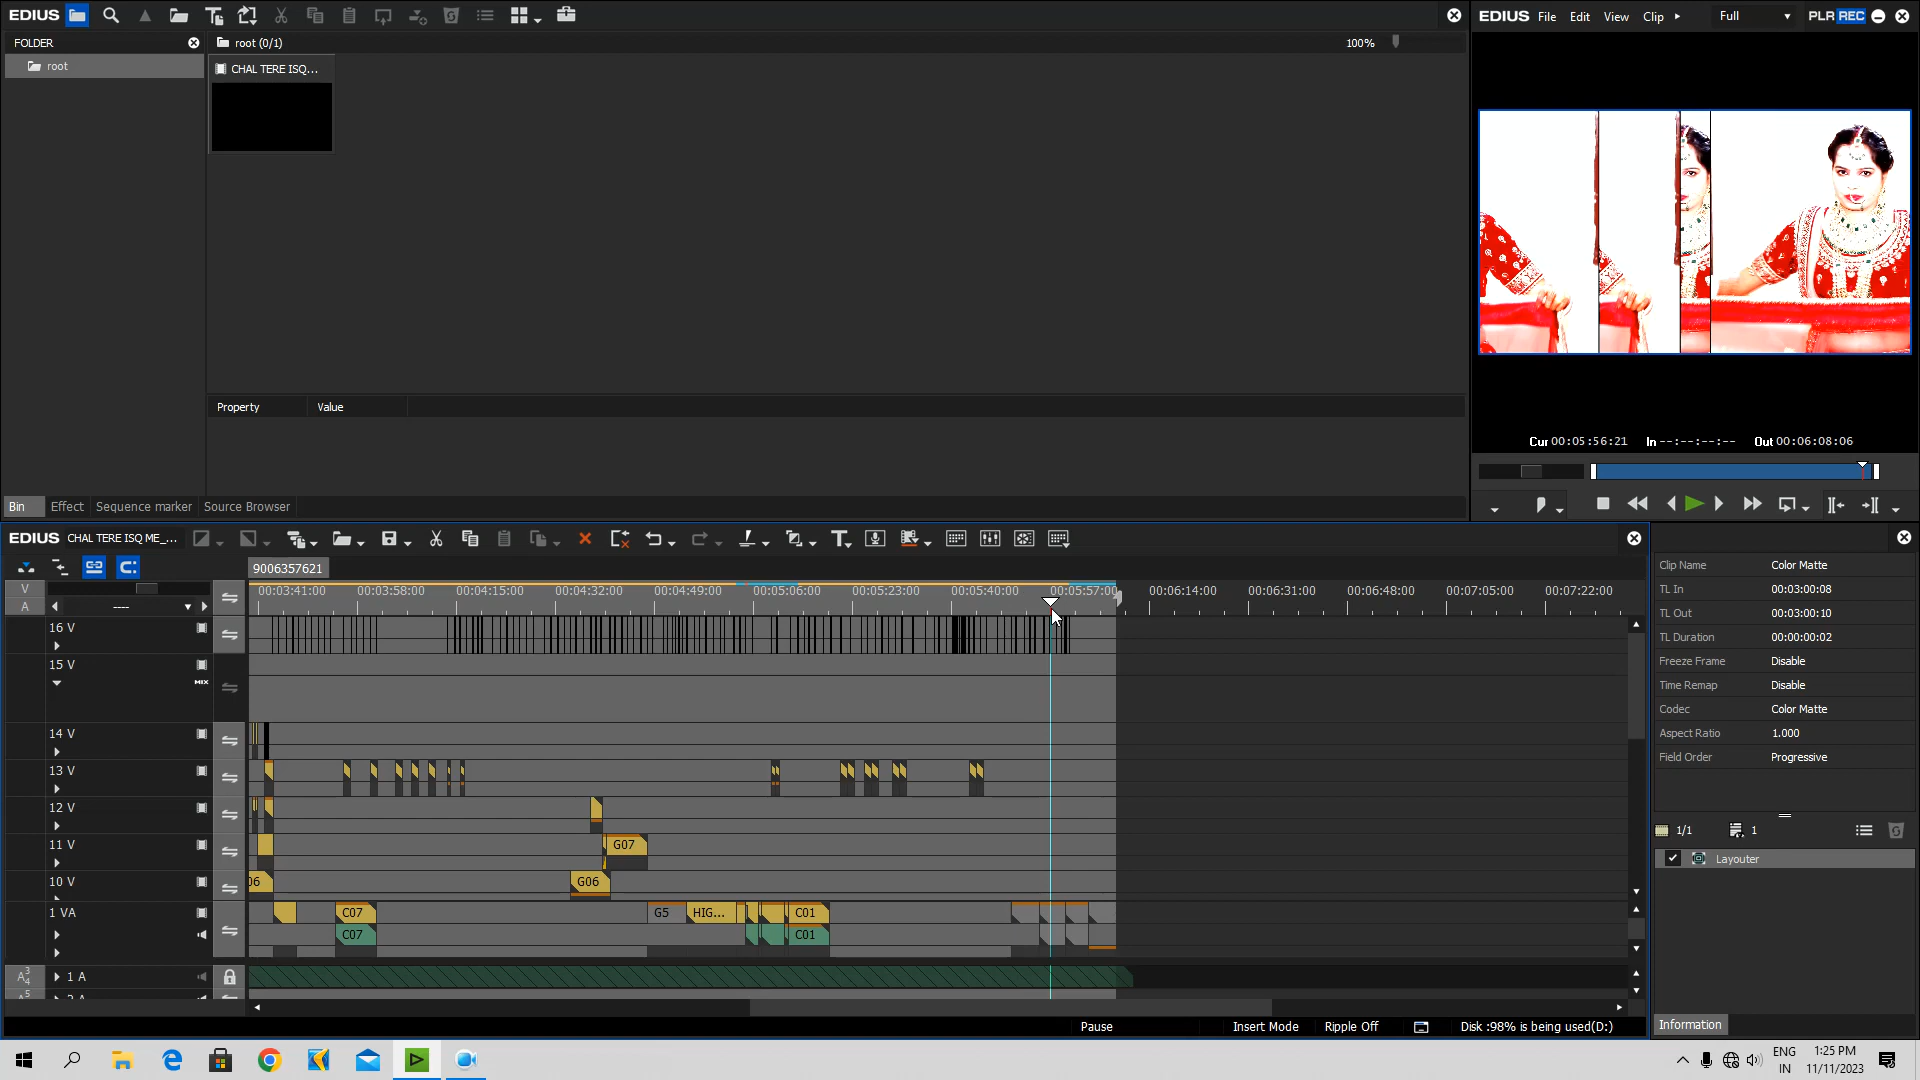 EDIUS
FOLDER
root
root (0/1)
100%
CHAL TERE ISQ...
Property Value
Bin Effect Sequence marker Source Browser
EDIUS File Edit View Clip Full PLR REC
Cur 00:05:56:21 In --:--:--:-- Out 00:06:08:06
EDIUS CHAL TERE ISQ ME_...
9006357621
V
A ----
00:03:41:00 00:03:58:00 00:04:15:00 00:04:32:00 00:04:49:00 00:05:06:00 00:05:23:00 00:05:40:00 00:05:57:00 00:06:14:00 00:06:31:00 00:06:48:00 00:07:05:00 00:07:22:00
16 V
15 V
MIX
14 V
13 V
12 V
11 V G07
10 V 06 G06
1 VA C07 G5 HIG... C01
C07 C01
A 3 4 1 A
A 5
Pause Insert Mode Ripple Off Disk :98% is being used(D:)
Clip Name Color Matte
TL In 00:03:00:08
TL Out 00:03:00:10
TL Duration 00:00:00:02
Freeze Frame Disable
Time Remap Disable
Codec Color Matte
Aspect Ratio 1.000
Field Order Progressive
1/1 1
Layouter
Information
ENG
IN
1:25 PM
11/11/2023